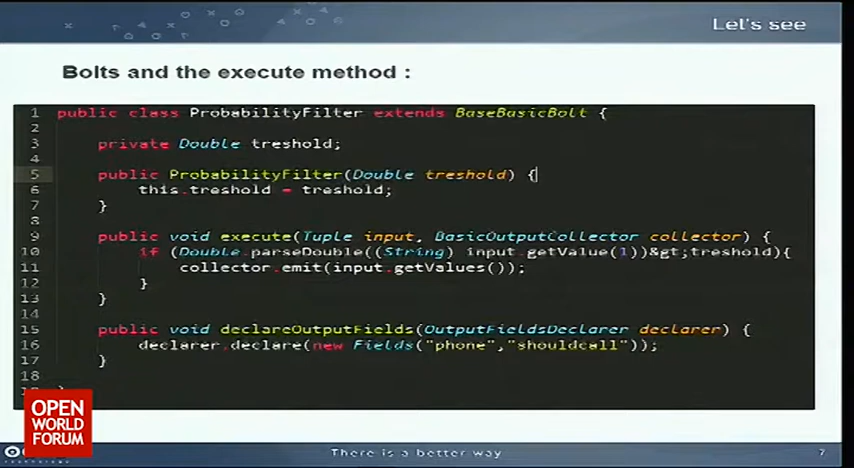 Let's see
Bolts and the execute method :
1 public class ProbabilityFilter extends BaseBasicBolt {
2
3 private Double treshold;
4
5 public ProbabilityFilter(Double treshold) {
6 this.treshold = treshold;
7 }
8
9 public void execute(Tuple input, BasicOutputCollector collector) {
10 if (Double.parseDouble((String) input.getValue(1))&gt;treshold){
11 collector.emit(input.getValues());
12 }
13 }
14
15 public void declareOutputFields(OutputFieldsDeclarer declarer) {
16 declarer.declare(new Fields("phone","shouldcall"));
17 }
18
OPEN
WORLD
FORUM
There is a better way
7